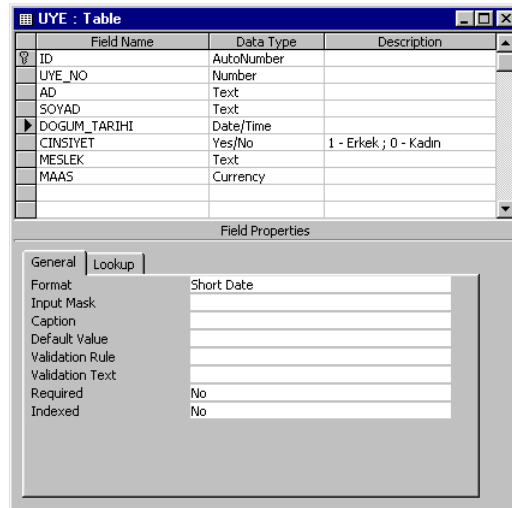 UYE : Table
Field Name Data Type Description
ID AutoNumber
UYE_NO Number
AD Text
SOYAD Text
DOGUM_TARIHI Date/Time
CINSIYET Yes/No 1 - Erkek ; 0 - Kadın
MESLEK Text
MAAS Currency
Field Properties
General Lookup
Format Short Date
Input Mask
Caption
Default Value
Validation Rule
Validation Text
Required No
Indexed No